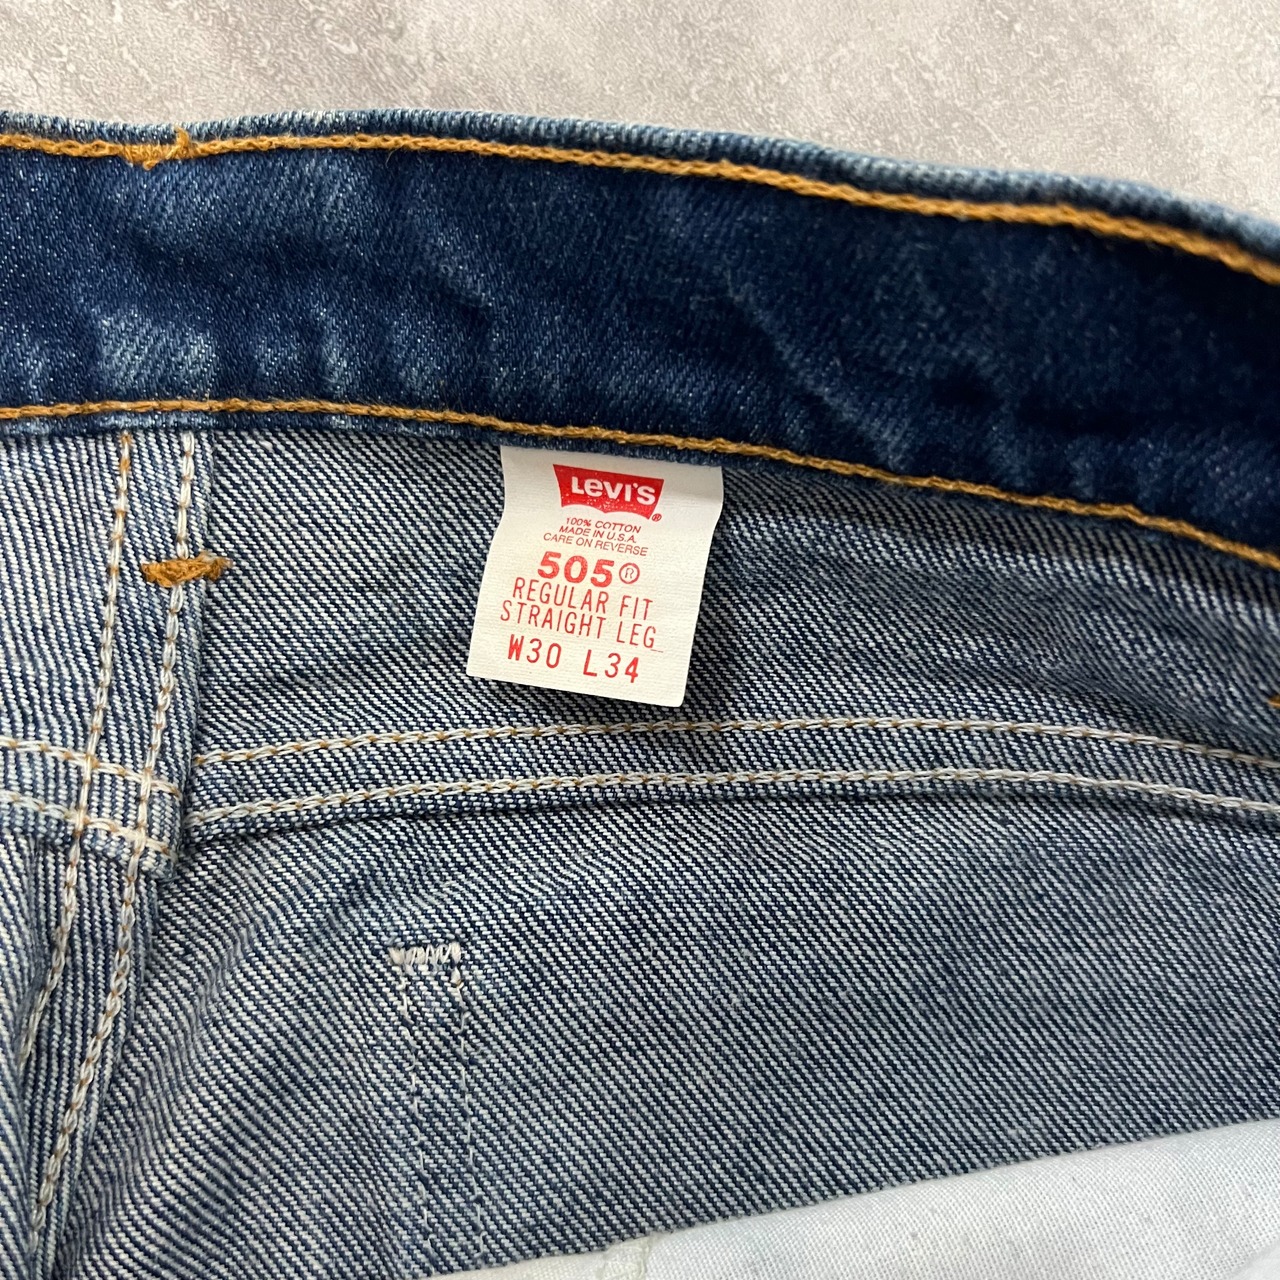 LEVI'S®
100% COTTON
MADE IN U.S.A.
CARE ON REVERSE
505®
REGULAR FIT
STRAIGHT LEG
W30 L34